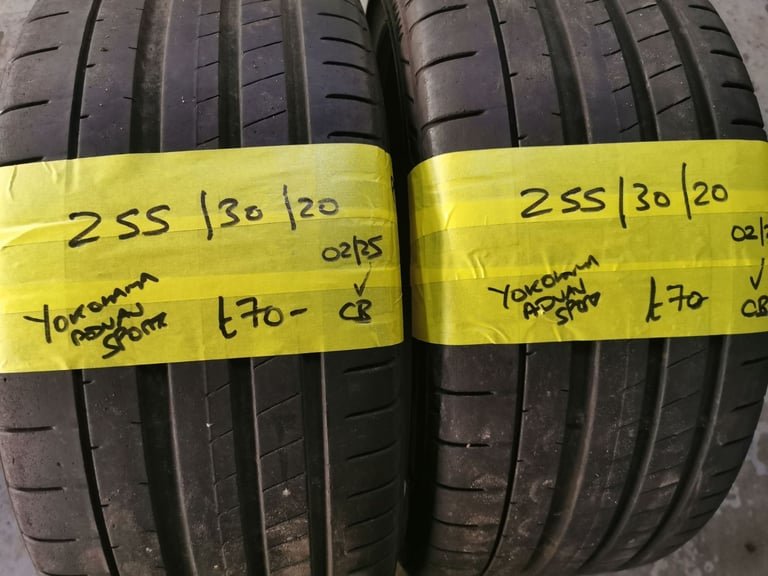 255/30/20
02/25
YOKOHAMA
ADVAN
SPORT
£70-
CB
255/30/20
02/2
YOKOHAMA
ADVAN
SPORT
£70-
CB